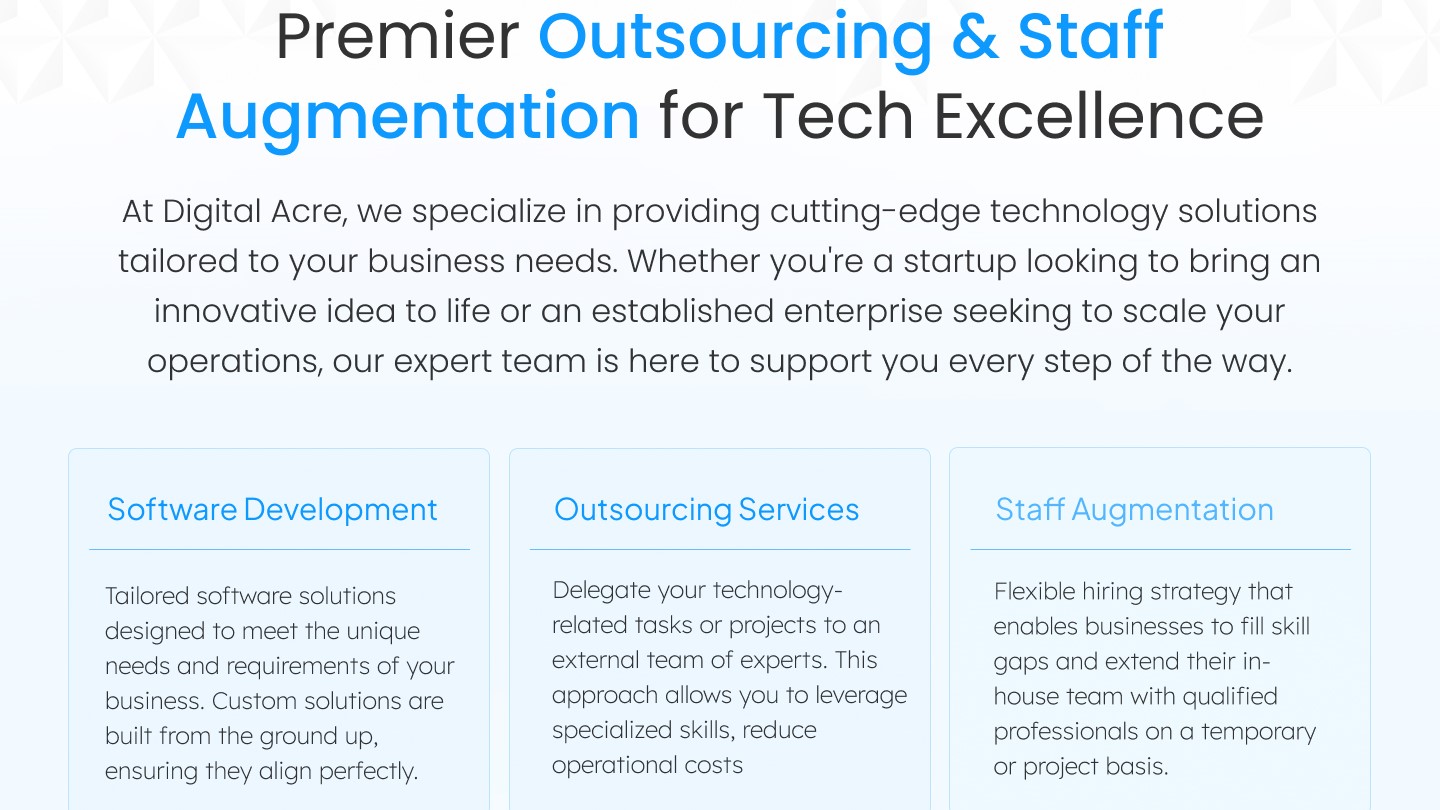 Premier Outsourcing & Staff
Augmentation for Tech Excellence
At Digital Acre, we specialize in providing cutting-edge technology solutions
tailored to your business needs. Whether you're a startup looking to bring an
innovative idea to life or an established enterprise seeking to scale your
operations, our expert team is here to support you every step of the way.
Software Development
Tailored software solutions
designed to meet the unique
needs and requirements of your
business. Custom solutions are
built from the ground up,
ensuring they align perfectly.
Outsourcing Services
Delegate your technology-
related tasks or projects to an
external team of experts. This
approach allows you to leverage
specialized skills, reduce
operational costs
Staff Augmentation
Flexible hiring strategy that
enables businesses to fill skill
gaps and extend their in-
house team with qualified
professionals on a temporary
or project basis.